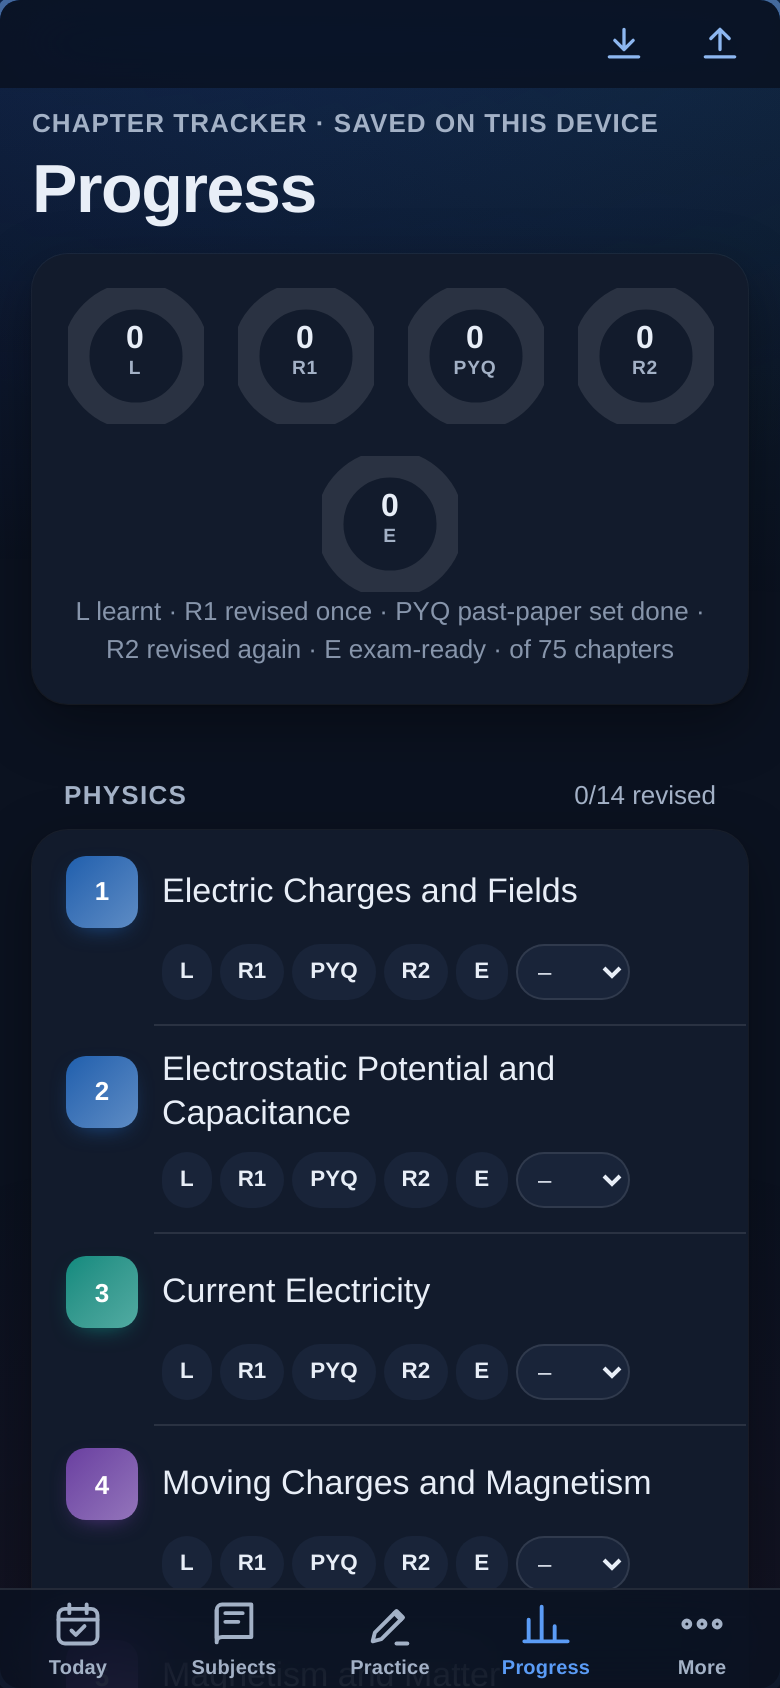 CHAPTER TRACKER · SAVED ON THIS DEVICE
Progress
0
L
0
R1
0
PYQ
0
R2
0
E
L learnt · R1 revised once · PYQ past-paper set done ·
R2 revised again · E exam-ready · of 75 chapters
PHYSICS 0/14 revised
1 Electric Charges and Fields
L R1 PYQ R2 E –
2 Electrostatic Potential and
Capacitance
L R1 PYQ R2 E –
3 Current Electricity
L R1 PYQ R2 E –
4 Moving Charges and Magnetism
L R1 PYQ R2 E –
Magnetism and Matter
Today Subjects Practice Progress More